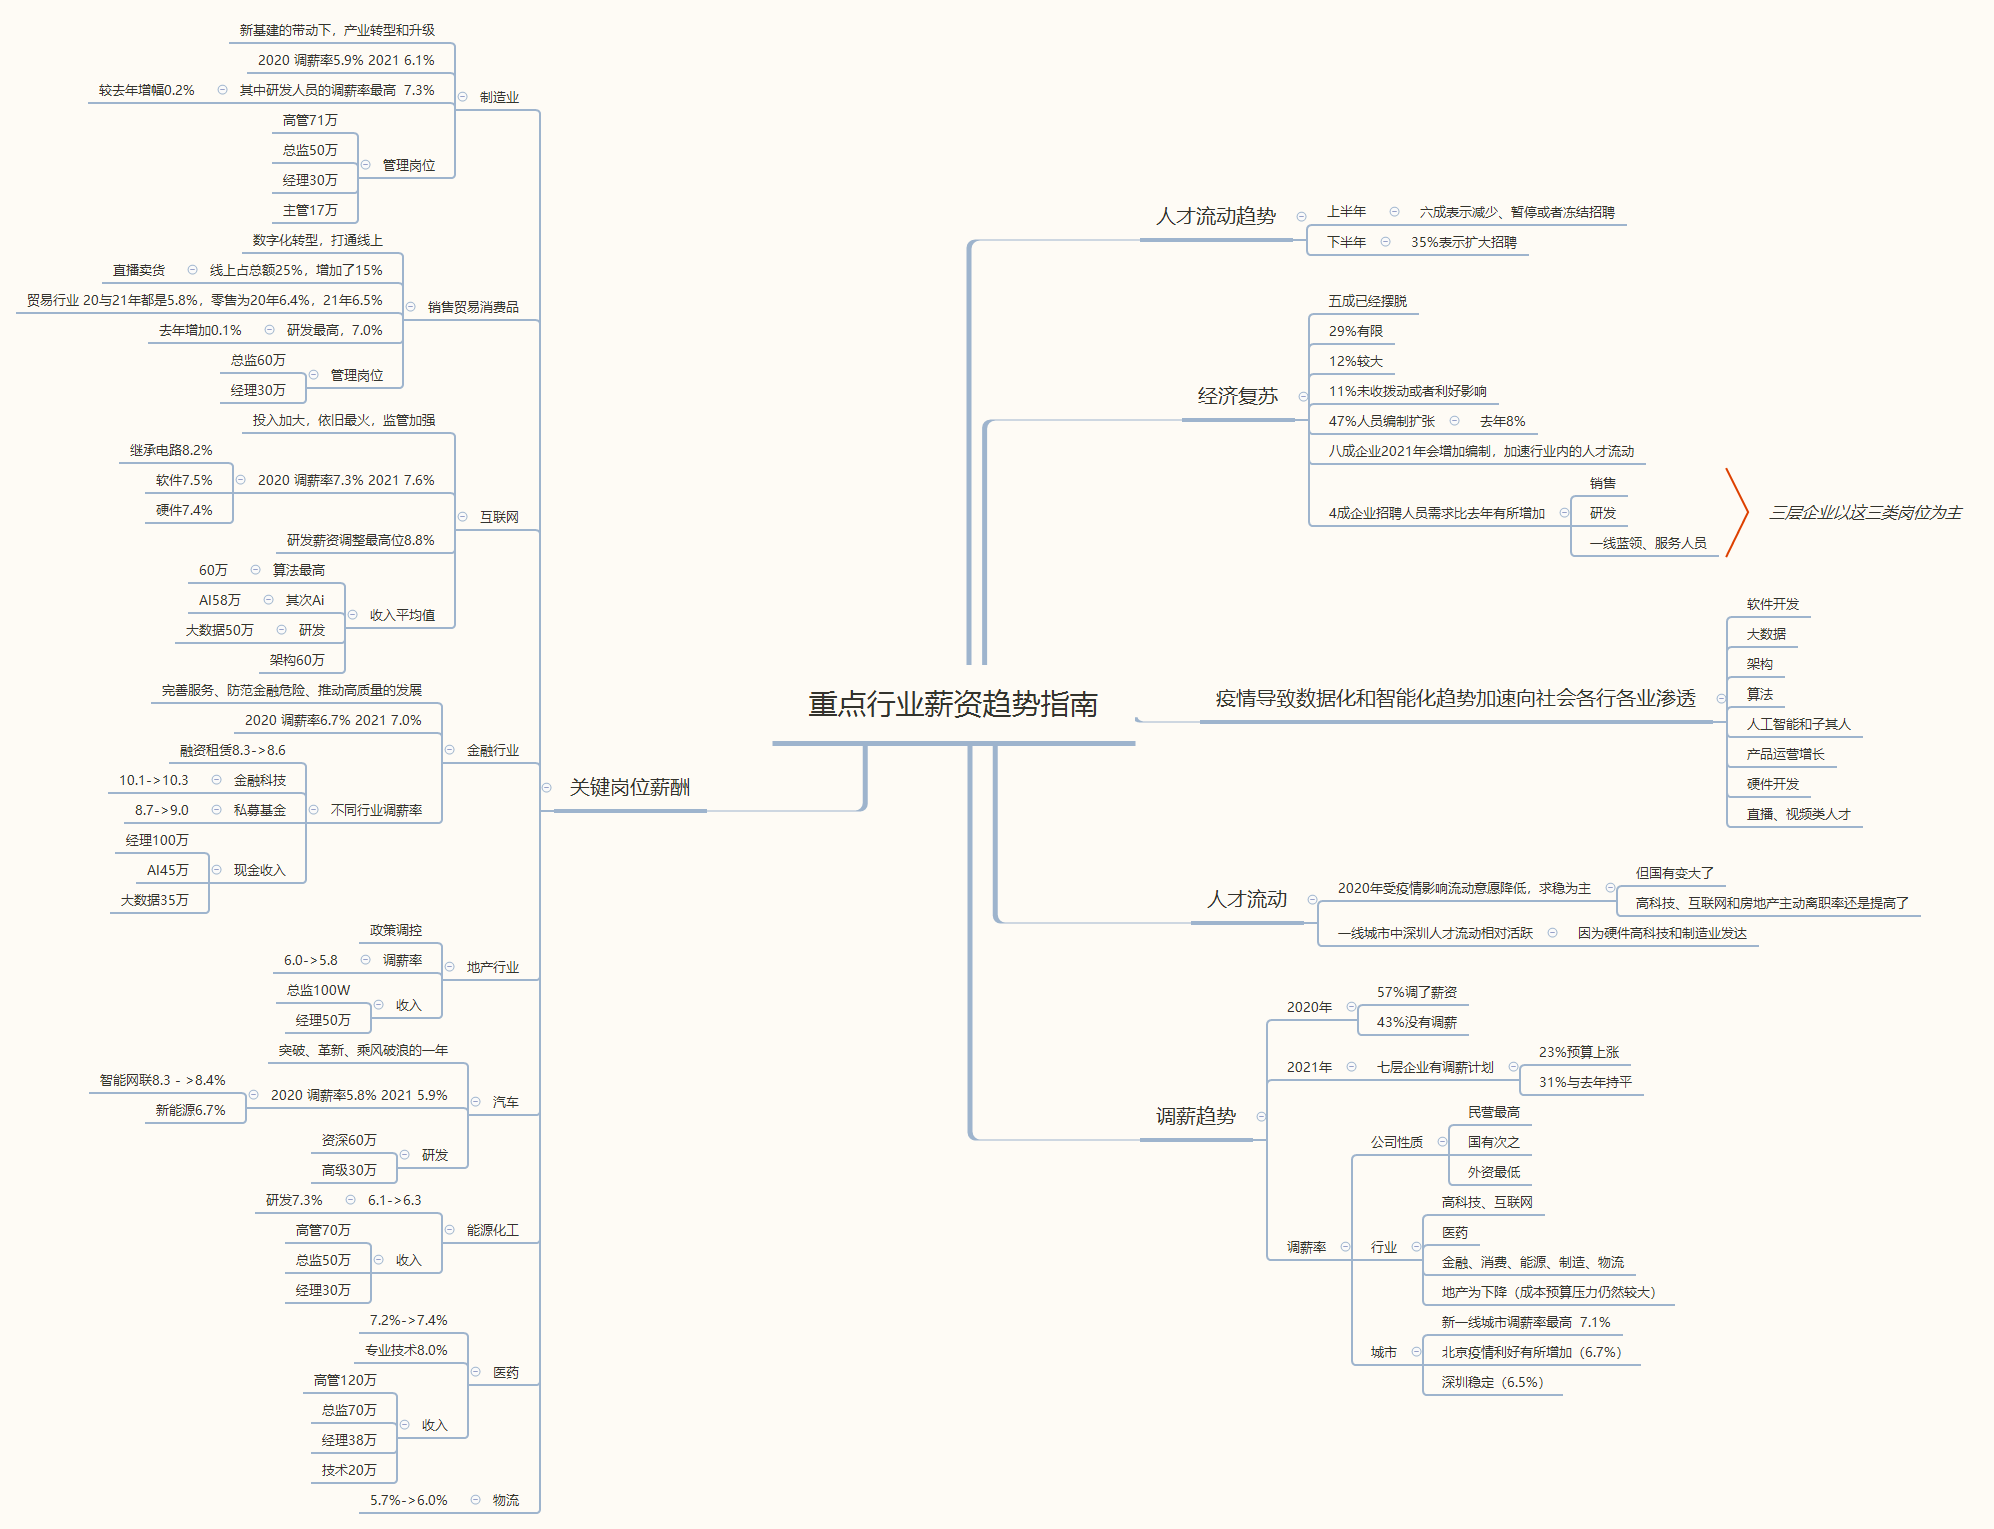 重点行业薪资趋势指南
人才流动趋势
上半年
六成表示减少、暂停或者冻结招聘
下半年
35%表示扩大招聘
经济复苏
五成已经摆脱
29%有限
12%较大
11%未收拨动或者利好影响
47%人员编制扩张
去年8%
八成企业2021年会增加编制，加速行业内的人才流动
4成企业招聘人员需求比去年有所增加
销售
研发
一线蓝领、服务人员
三层企业以这三类岗位为主
疫情导致数据化和智能化趋势加速向社会各行各业渗透
软件开发
大数据
架构
算法
人工智能和子其人
产品运营增长
硬件开发
直播、视频类人才
人才流动
2020年受疫情影响流动意愿降低，求稳为主
但国有变大了
高科技、互联网和房地产主动离职率还是提高了
一线城市中深圳人才流动相对活跃
因为硬件高科技和制造业发达
调薪趋势
2020年
57%调了薪资
43%没有调薪
2021年
七层企业有调薪计划
23%预算上涨
31%与去年持平
调薪率
公司性质
民营最高
国有次之
外资最低
行业
高科技、互联网
医药
金融、消费、能源、制造、物流
地产为下降（成本预算压力仍然较大）
城市
新一线城市调薪率最高 7.1%
北京疫情利好有所增加（6.7%）
深圳稳定（6.5%）
关键岗位薪酬
制造业
新基建的带动下，产业转型和升级
2020 调薪率5.9% 2021 6.1%
其中研发人员的调薪率最高 7.3%
较去年增幅0.2%
管理岗位
高管71万
总监50万
经理30万
主管17万
销售贸易消费品
数字化转型，打通线上
线上占总额25%，增加了15%
直播卖货
贸易行业 20与21年都是5.8%，零售为20年6.4%，21年6.5%
研发最高，7.0%
去年增加0.1%
管理岗位
总监60万
经理30万
互联网
投入加大，依旧最火，监管加强
2020 调薪率7.3% 2021 7.6%
继承电路8.2%
软件7.5%
硬件7.4%
研发薪资调整最高位8.8%
收入平均值
算法最高
60万
其次Ai
AI58万
研发
大数据50万
架构60万
金融行业
完善服务、防范金融危险、推动高质量的发展
2020 调薪率6.7% 2021 7.0%
不同行业调薪率
融资租赁8.3->8.6
金融科技
10.1->10.3
私募基金
8.7->9.0
现金收入
经理100万
AI45万
大数据35万
地产行业
政策调控
调薪率
6.0->5.8
收入
总监100W
经理50万
汽车
突破、革新、乘风破浪的一年
2020 调薪率5.8% 2021 5.9%
智能网联8.3 - >8.4%
新能源6.7%
研发
资深60万
高级30万
能源化工
6.1->6.3
研发7.3%
收入
高管70万
总监50万
经理30万
医药
7.2%->7.4%
专业技术8.0%
收入
高管120万
总监70万
经理38万
技术20万
物流
5.7%->6.0%